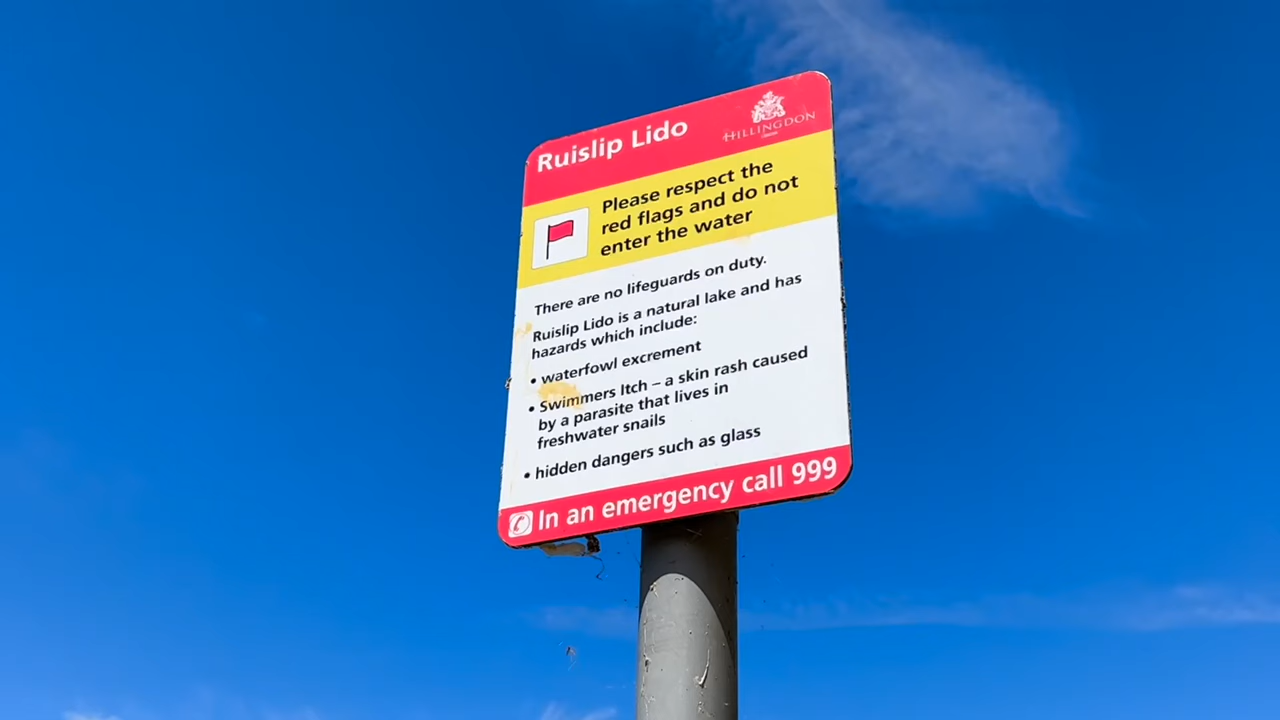 Ruislip Lido
HILLINGDON
Please respect the
red flags and do not
enter the water
There are no lifeguards on duty.
Ruislip Lido is a natural lake and has
hazards which include:
• waterfowl excrement
• Swimmers Itch – a skin rash caused
by a parasite that lives in
freshwater snails
• hidden dangers such as glass
In an emergency call 999